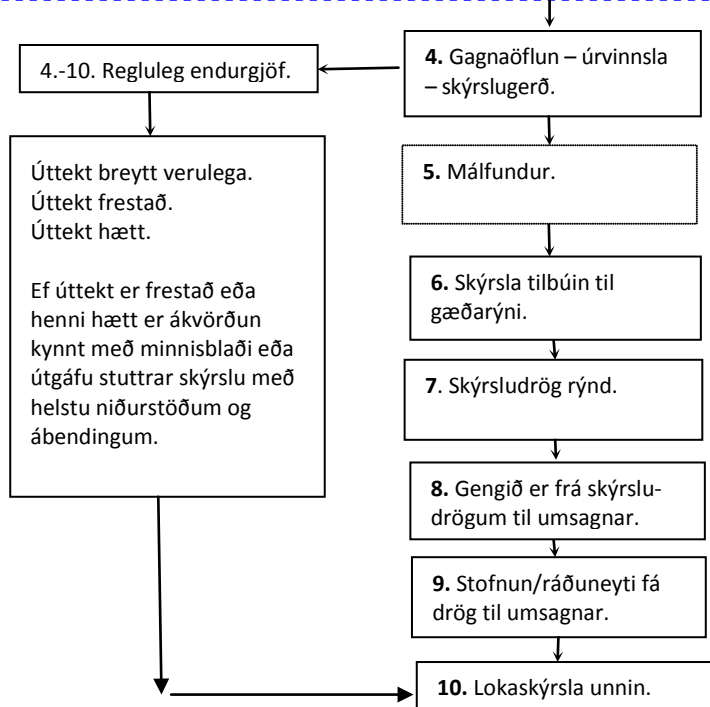 4.-10. Regluleg endurgjöf.
4. Gagnaöflun – úrvinnsla
– skýrslugerð.
Úttekt breytt verulega.
Úttekt frestað.
Úttekt hætt.
Ef úttekt er frestað eða
henni hætt er ákvörðun
kynnt með minnisblaði eða
útgáfu stuttrar skýrslu með
helstu niðurstöðum og
ábendingum.
5. Málfundur.
6. Skýrsla tilbúin til
gæðarýni.
7. Skýrsludrög rýnd.
8. Gengið er frá skýrslu-
drögum til umsagnar.
9. Stofnun/ráðuneyti fá
drög til umsagnar.
10. Lokaskýrsla unnin.